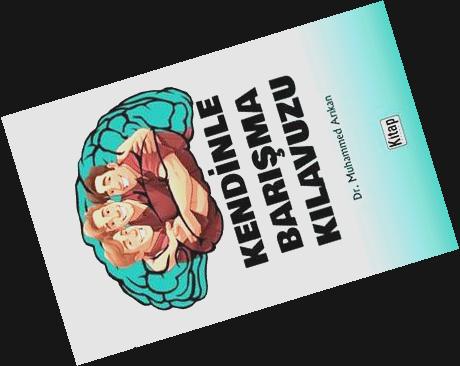 KENDİNLE
BARIŞMA
KILAVUZU
Dr. Muhammed Arıkan
Kitap